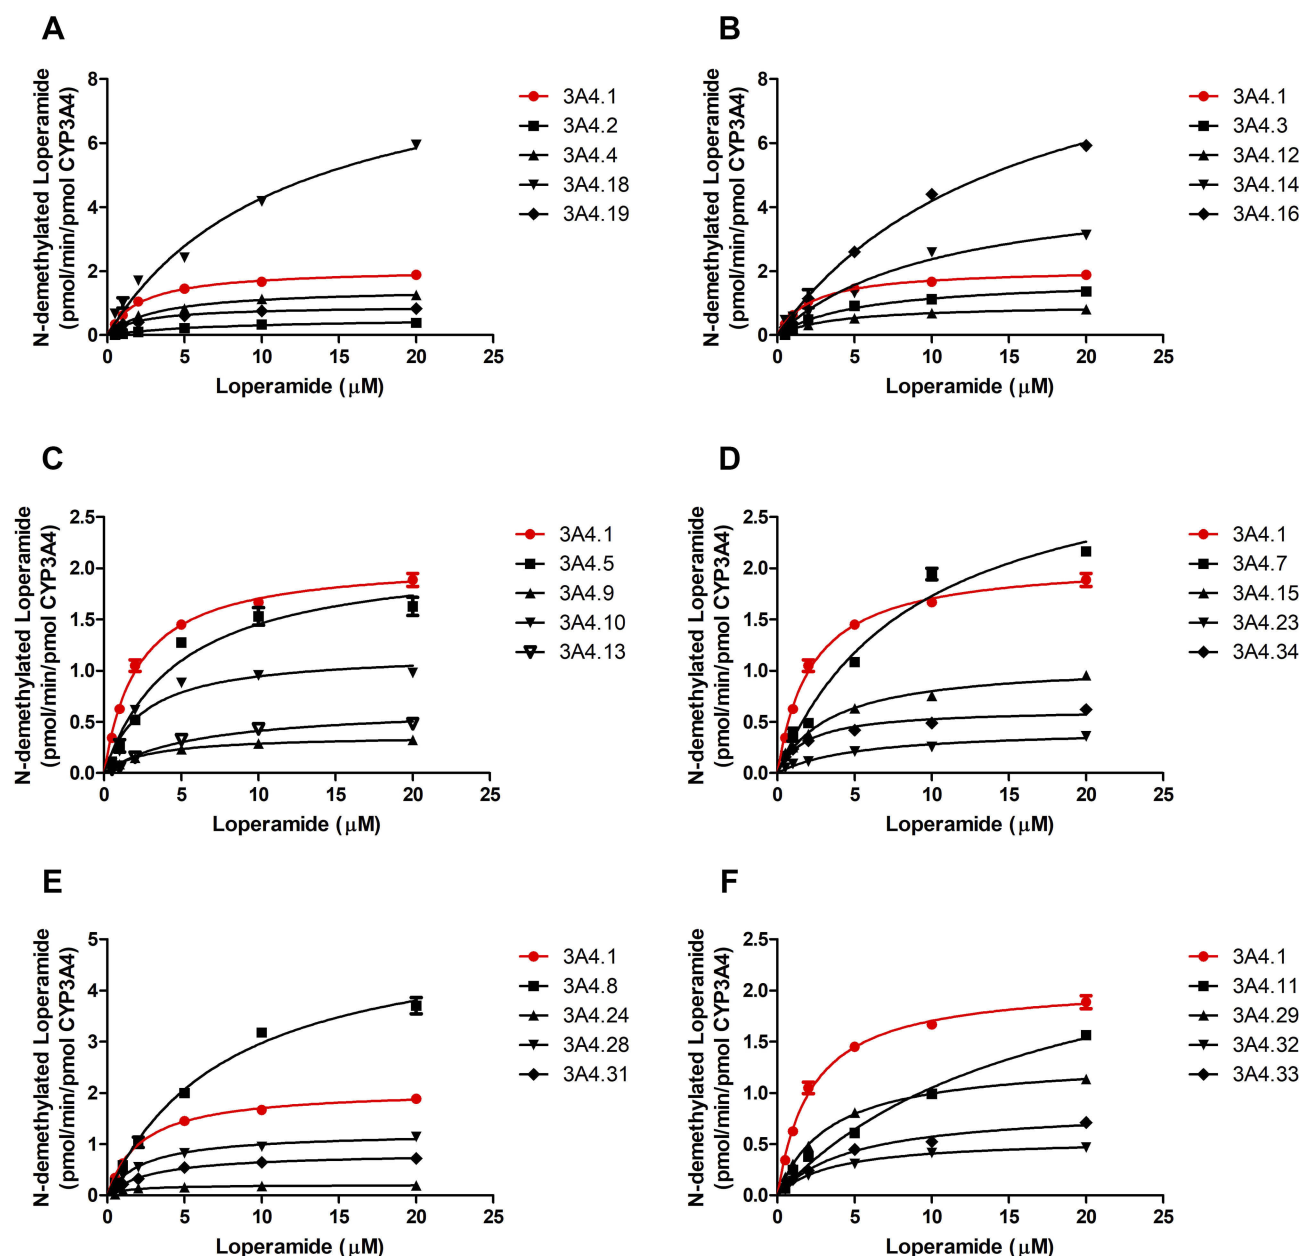 A
N-demethylated Loperamide
(pmol/min/pmol CYP3A4)
8
6
4
2
0
0 5 10 15 20 25
Loperamide (μM)
3A4.1
3A4.2
3A4.4
3A4.18
3A4.19
B
N-demethylated Loperamide
(pmol/min/pmol CYP3A4)
8
6
4
2
0
0 5 10 15 20 25
Loperamide (μM)
3A4.1
3A4.3
3A4.12
3A4.14
3A4.16
C
N-demethylated Loperamide
(pmol/min/pmol CYP3A4)
2.5
2.0
1.5
1.0
0.5
0.0
0 5 10 15 20 25
Loperamide (μM)
3A4.1
3A4.5
3A4.9
3A4.10
3A4.13
D
N-demethylated Loperamide
(pmol/min/pmol CYP3A4)
2.5
2.0
1.5
1.0
0.5
0.0
0 5 10 15 20 25
Loperamide (μM)
3A4.1
3A4.7
3A4.15
3A4.23
3A4.34
E
N-demethylated Loperamide
(pmol/min/pmol CYP3A4)
5
4
3
2
1
0
0 5 10 15 20 25
Loperamide (μM)
3A4.1
3A4.8
3A4.24
3A4.28
3A4.31
F
N-demethylated Loperamide
(pmol/min/pmol CYP3A4)
2.5
2.0
1.5
1.0
0.5
0.0
0 5 10 15 20 25
Loperamide (μM)
3A4.1
3A4.11
3A4.29
3A4.32
3A4.33